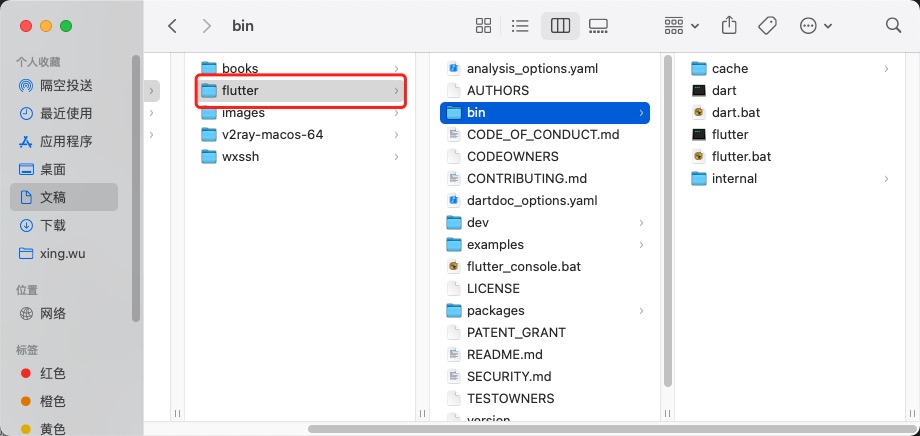 bin
个人收藏
隔空投送
最近使用
应用程序
桌面
文稿
下载
xing.wu
位置
网络
标签
红色
橙色
黄色
books
flutter
images
v2ray-macos-64
wxssh
analysis_options.yaml
AUTHORS
bin
CODE_OF_CONDUCT.md
CODEOWNERS
CONTRIBUTING.md
dartdoc_options.yaml
dev
examples
flutter_console.bat
LICENSE
packages
PATENT_GRANT
README.md
SECURITY.md
TESTOWNERS
version
cache
dart
dart.bat
flutter
flutter.bat
internal